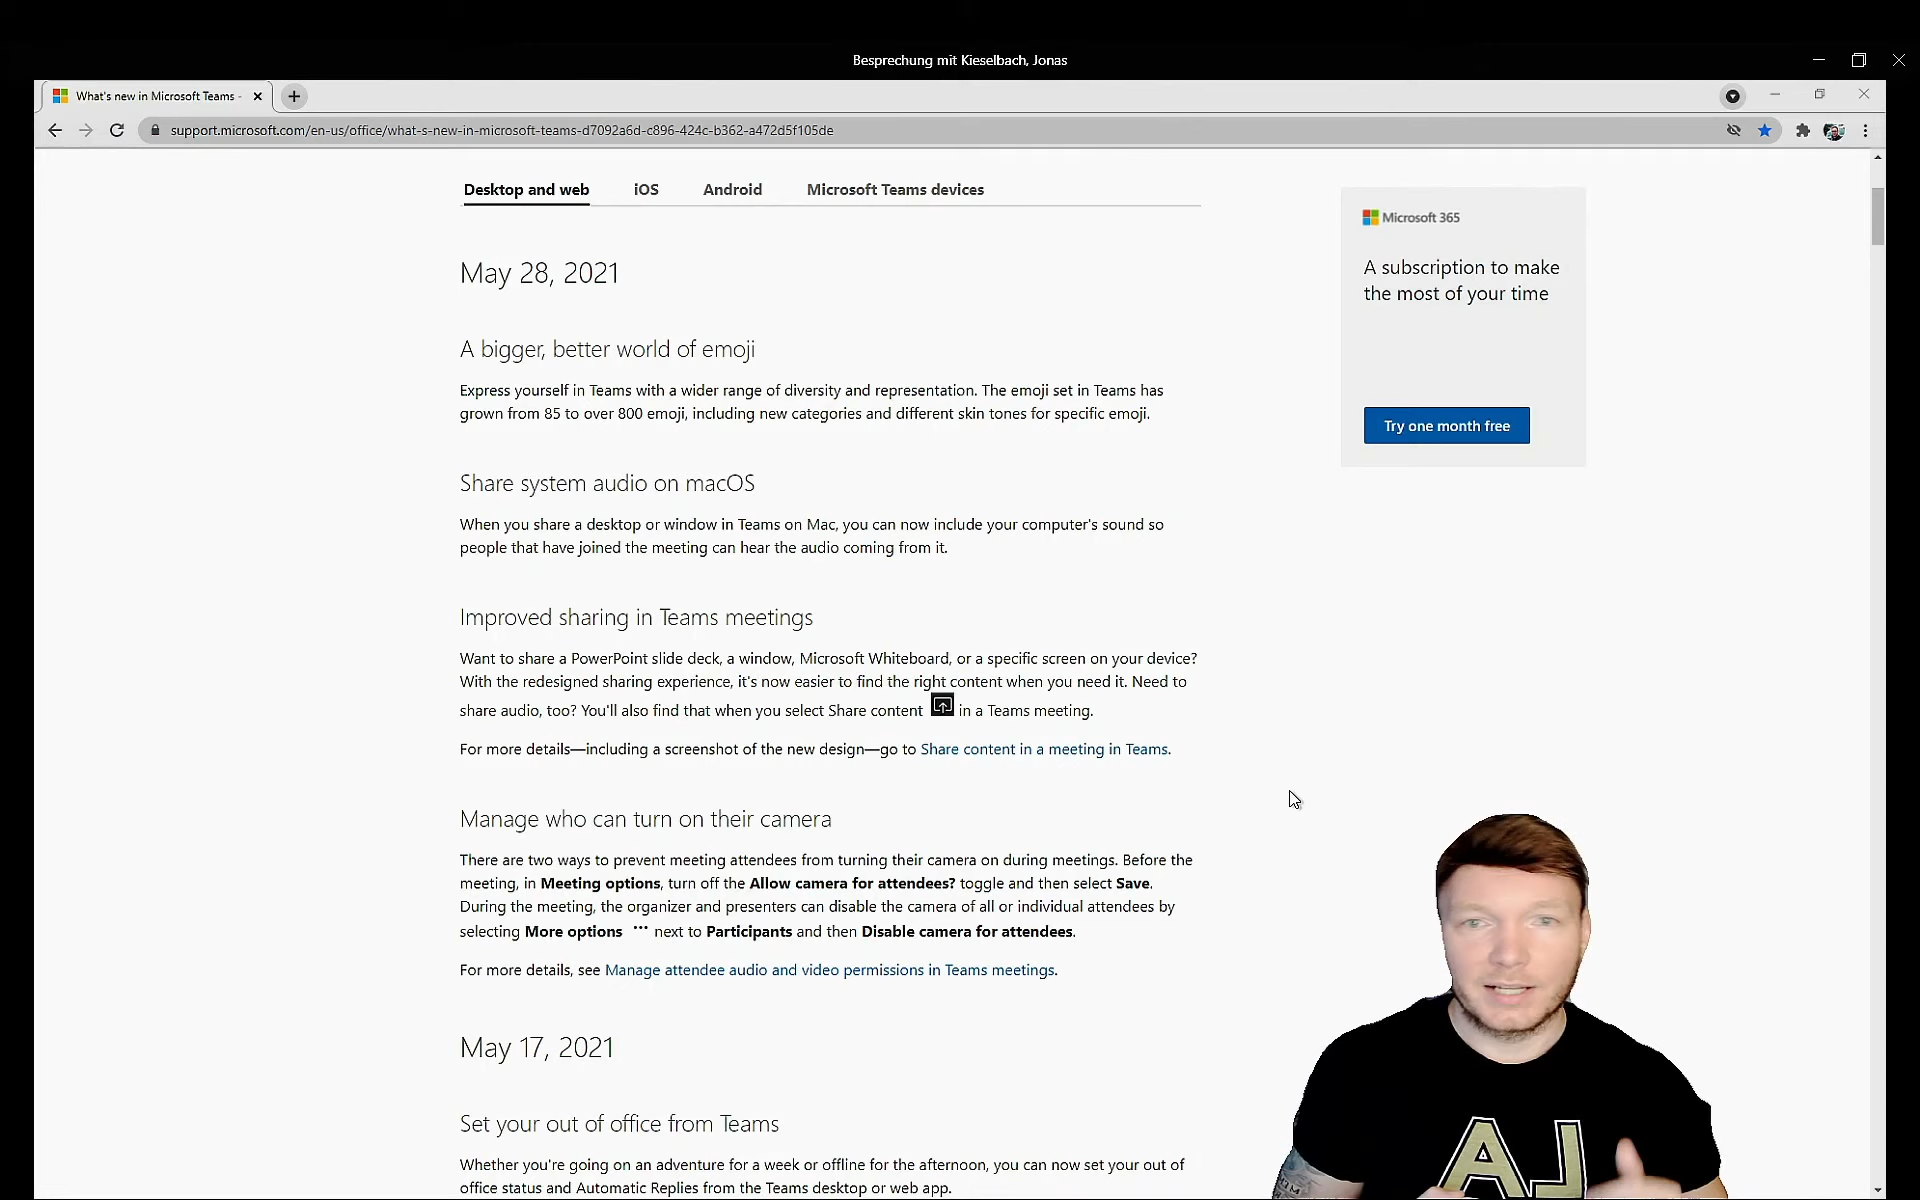 Besprechung mit Kieselbach, Jonas
What's new in Microsoft Teams -
support.microsoft.com/en-us/office/what-s-new-in-microsoft-teams-d7092a6d-c896-424c-b362-a472d5f105de
Desktop and web iOS Android Microsoft Teams devices
May 28, 2021
A bigger, better world of emoji
Express yourself in Teams with a wider range of diversity and representation. The emoji set in Teams has
grown from 85 to over 800 emoji, including new categories and different skin tones for specific emoji.
Share system audio on macOS
When you share a desktop or window in Teams on Mac, you can now include your computer's sound so
people that have joined the meeting can hear the audio coming from it.
Improved sharing in Teams meetings
Want to share a PowerPoint slide deck, a window, Microsoft Whiteboard, or a specific screen on your device?
With the redesigned sharing experience, it's now easier to find the right content when you need it. Need to
share audio, too? You'll also find that when you select Share content in a Teams meeting.
For more details—including a screenshot of the new design—go to Share content in a meeting in Teams.
Manage who can turn on their camera
There are two ways to prevent meeting attendees from turning their camera on during meetings. Before the
meeting, in Meeting options, turn off the Allow camera for attendees? toggle and then select Save.
During the meeting, the organizer and presenters can disable the camera of all or individual attendees by
selecting More options ··· next to Participants and then Disable camera for attendees.
For more details, see Manage attendee audio and video permissions in Teams meetings.
May 17, 2021
Set your out of office from Teams
Whether you're going on an adventure for a week or offline for the afternoon, you can now set your out of
office status and Automatic Replies from the Teams desktop or web app.
Microsoft 365
A subscription to make
the most of your time
Try one month free